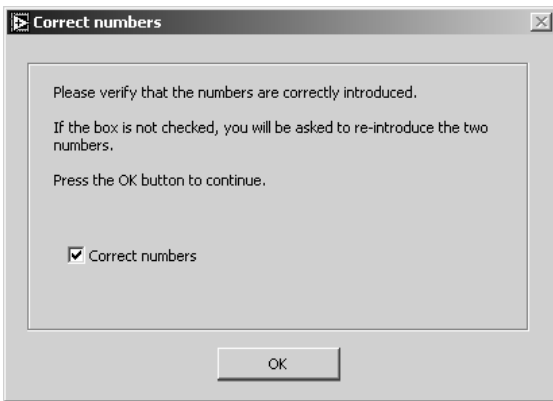 Correct numbers
Please verify that the numbers are correctly introduced.
If the box is not checked, you will be asked to re-introduce the two
numbers.
Press the OK button to continue.
Correct numbers
OK